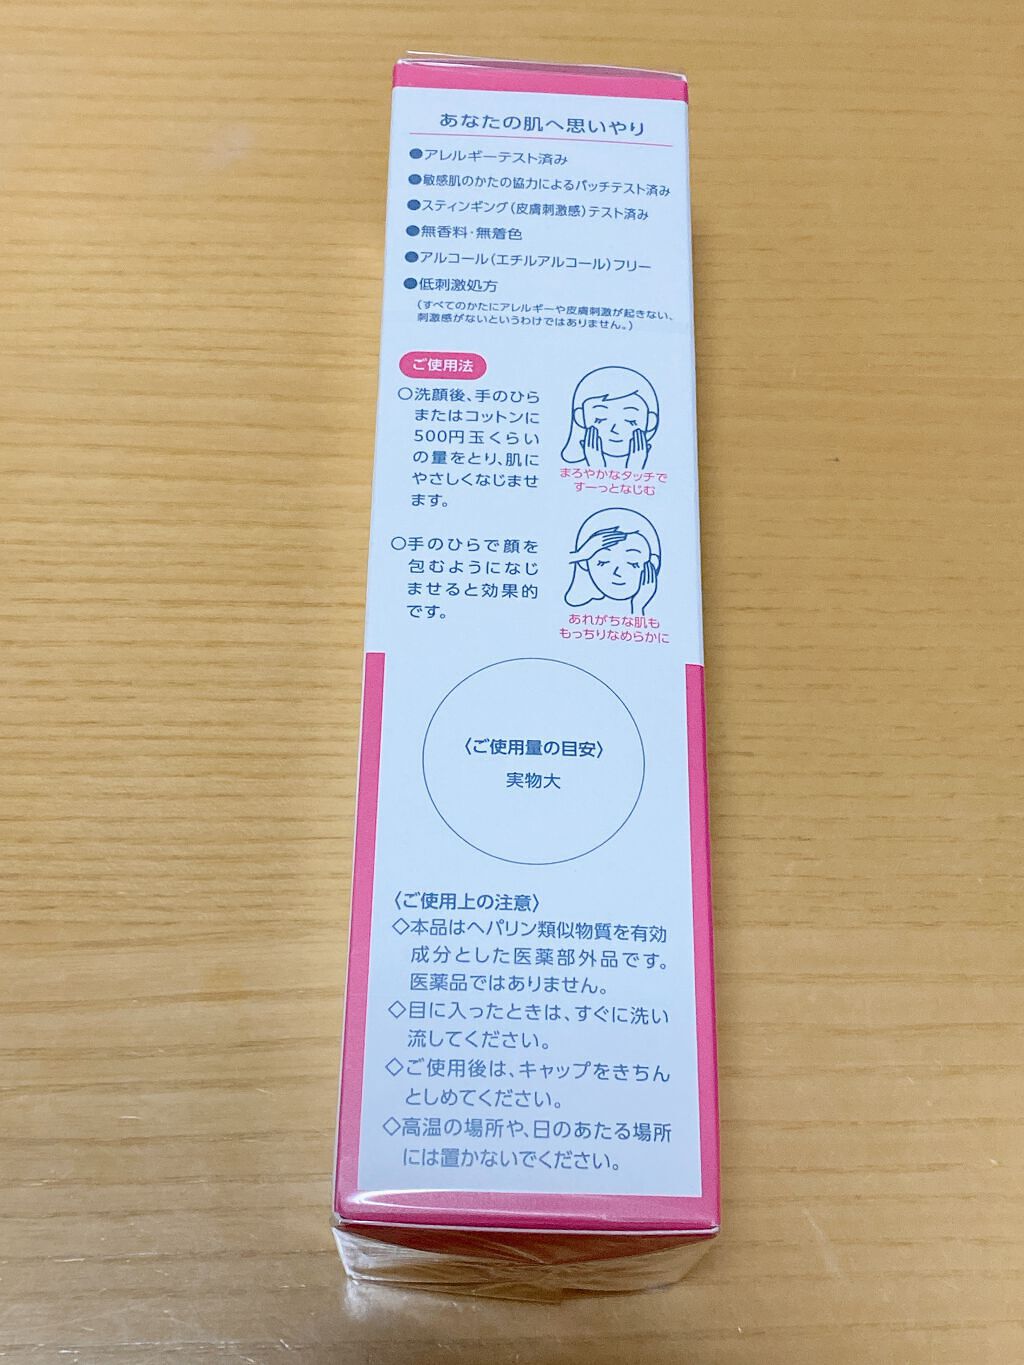 あなたの肌へ思いやり
●アレルギーテスト済み
●敏感肌のかたの協力によるパッチテスト済み
●スティンギング(皮膚刺激感)テスト済み
●無香料・無着色
●アルコール(エチルアルコール)フリー
●低刺激処方
(すべてのかたにアレルギーや皮膚刺激が起きない、
刺激感がないというわけではありません。)
ご使用法
○洗顔後、手のひら
またはコットンに
500円玉くらい
の量をとり、肌に
やさしくなじませ
ます。
まろやかなタッチで
すーっとなじむ
○手のひらで顔を
包むようになじ
ませると効果的
です。
あれがちな肌も
もっちりなめらかに
〈ご使用量の目安〉
実物大
〈ご使用上の注意〉
◇本品はヘパリン類似物質を有効
成分とした医薬部外品です。
医薬品ではありません。
◇目に入ったときは、すぐに洗い
流してください。
◇ご使用後は、キャップをきちん
としめてください。
◇高温の場所や、日のあたる場所
には置かないでください。